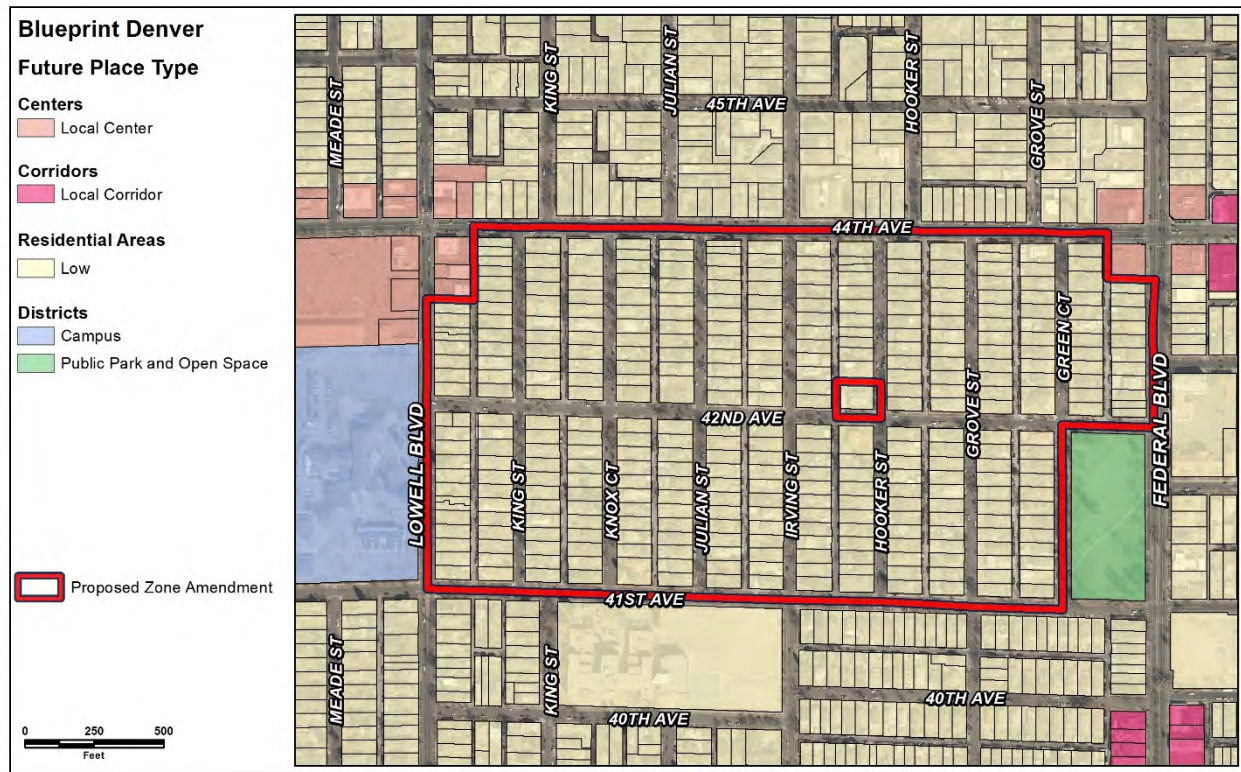 Blueprint Denver
Future Place Type
Centers
Local Center
Corridors
Local Corridor
Residential Areas
Low
Districts
Campus
Public Park and Open Space
Proposed Zone Amendment
0 250 500
Feet
MEADE ST
KING ST
JULIAN ST
HOOKER ST
GROVE ST
45TH AVE
44TH AVE
LOWELL BLVD
GREEN CT
FEDERAL BLVD
42ND AVE
KING ST
KNOX CT
JULIAN ST
IRVING ST
HOOKER ST
GROVE ST
41ST AVE
MEADE ST
KING ST
40TH AVE
40TH AVE